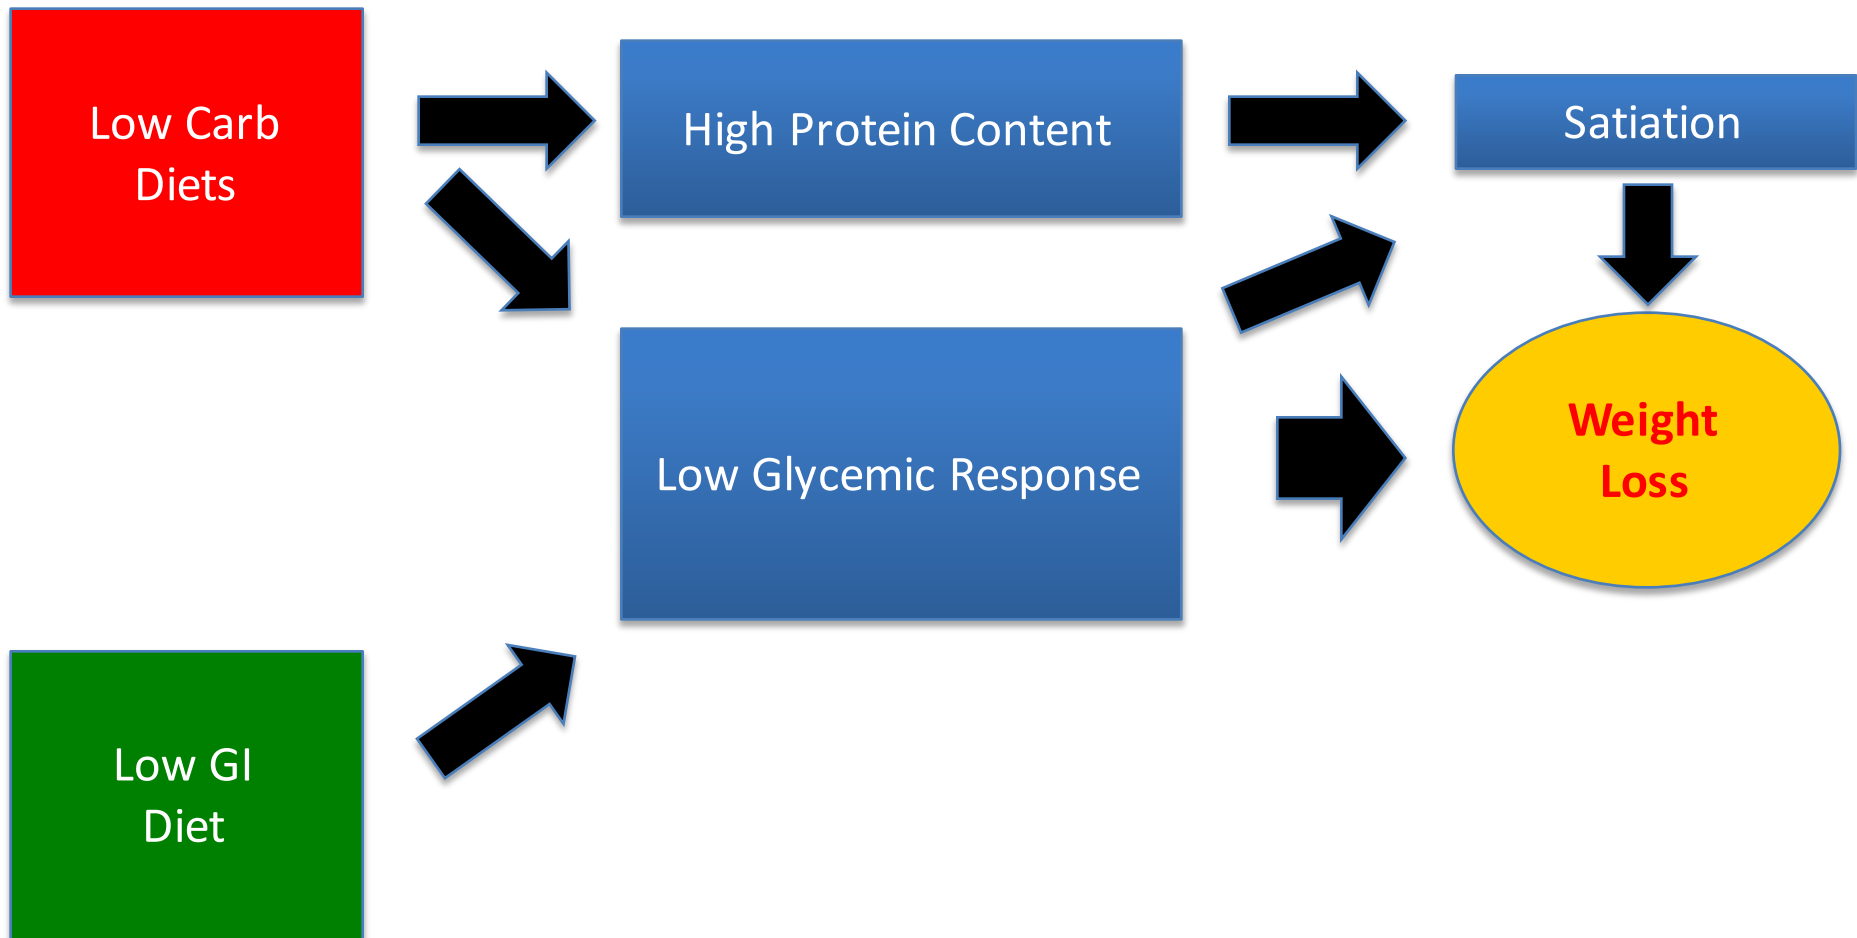 Low Carb
Diets
High Protein Content
Satiation
Low Glycemic Response
Weight
Loss
Low GI
Diet